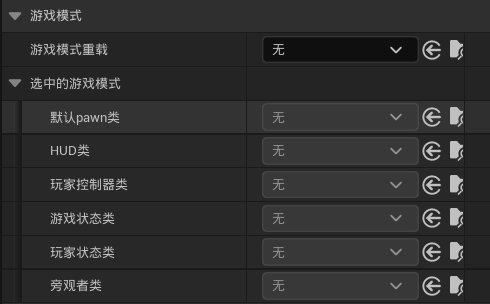 游戏模式
游戏模式重载 无
选中的游戏模式
默认pawn类 无
HUD类 无
玩家控制器类 无
游戏状态类 无
玩家状态类 无
旁观者类 无